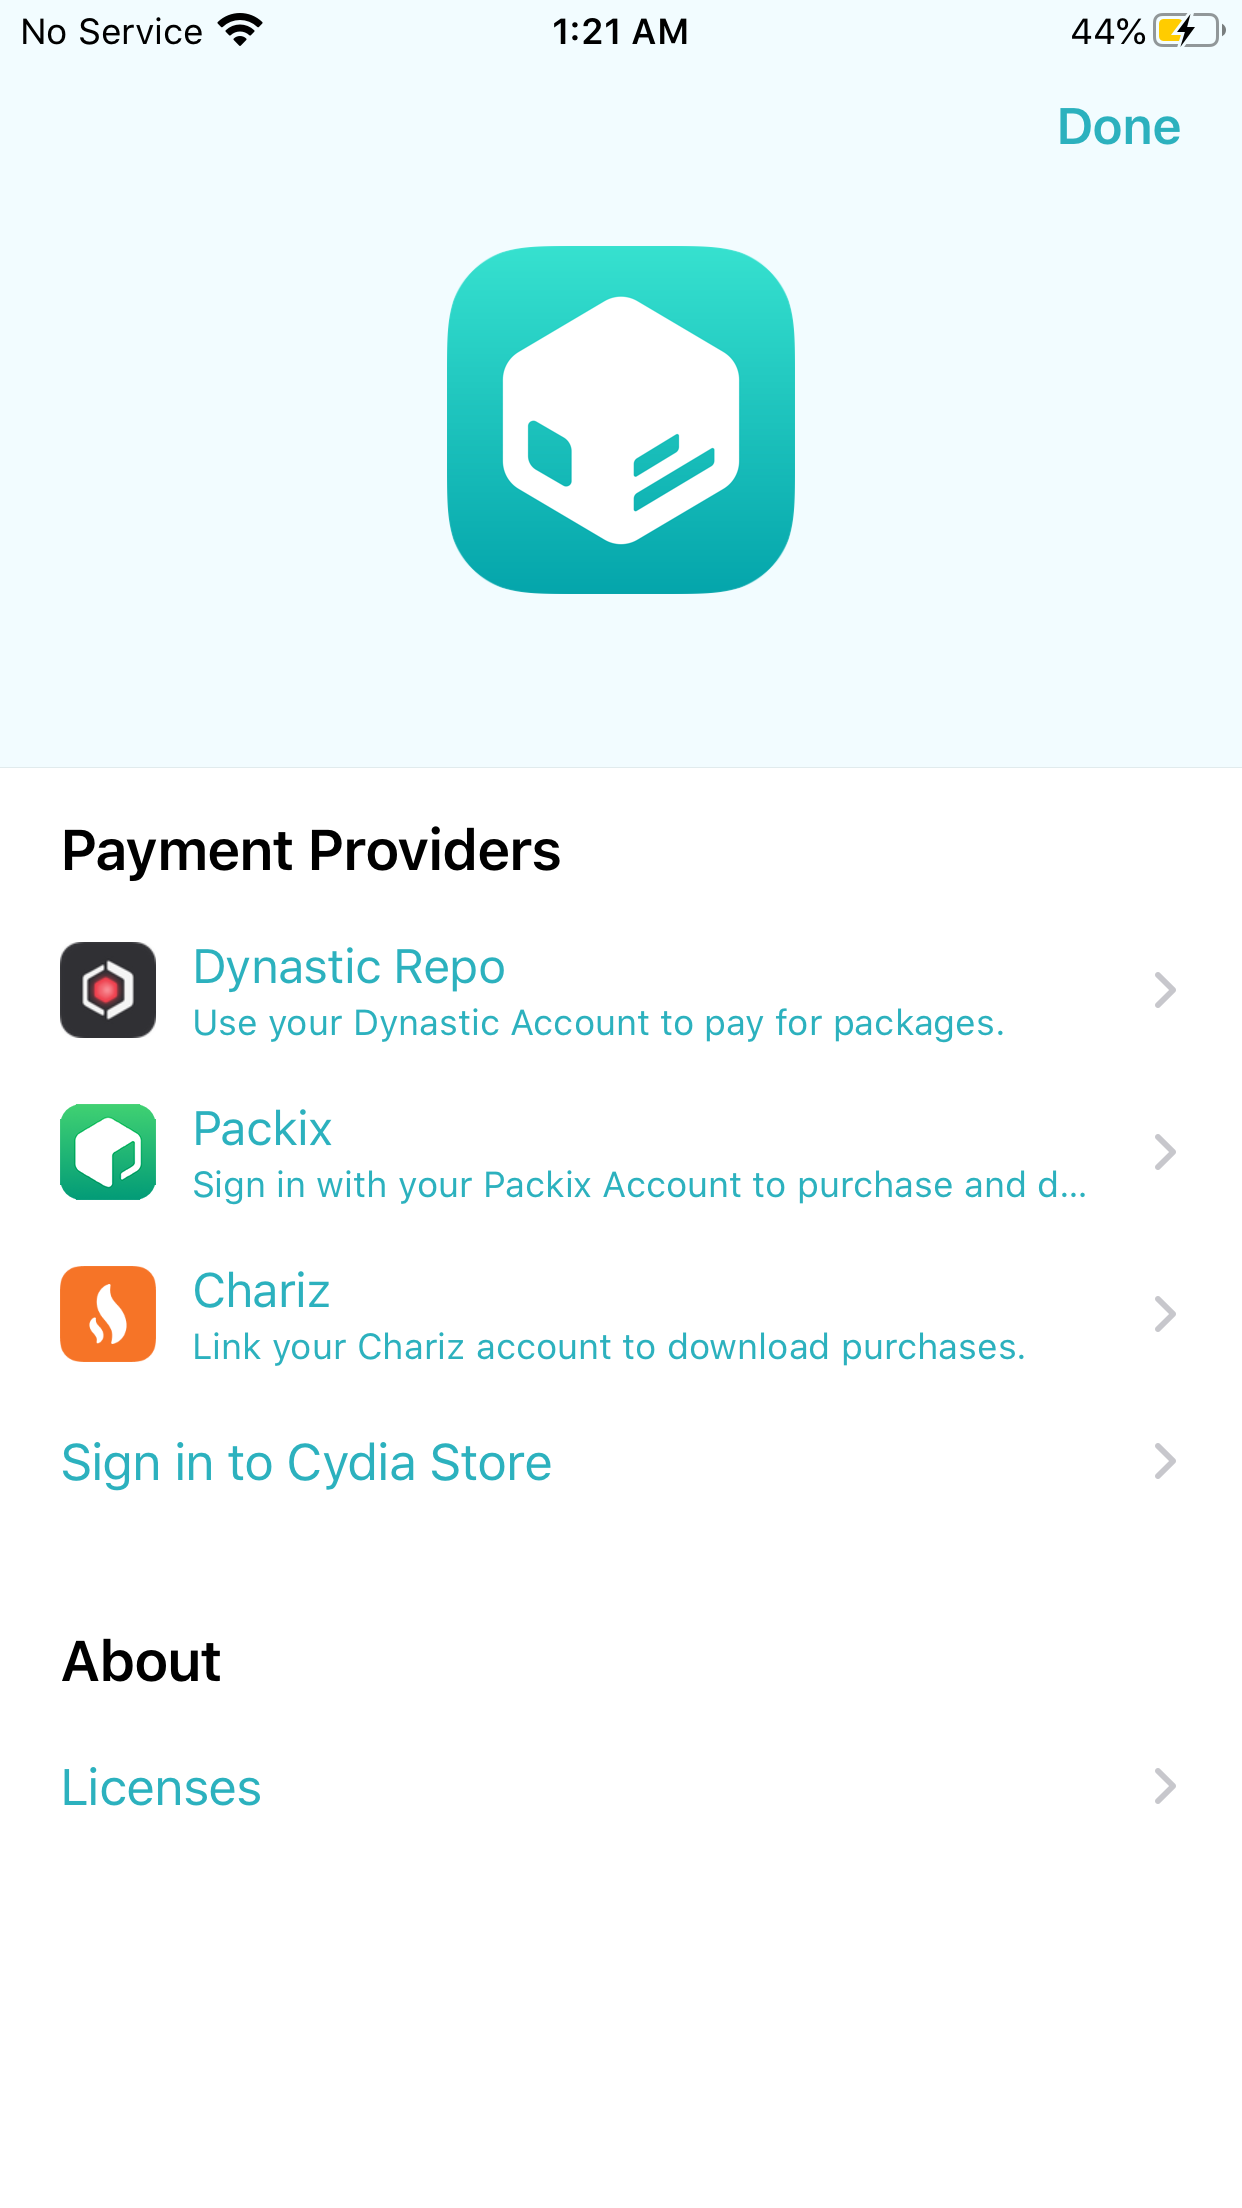 No Service 1:21 AM 44%
Done
Payment Providers
Dynastic Repo
Use your Dynastic Account to pay for packages.
Packix
Sign in with your Packix Account to purchase and d...
Chariz
Link your Chariz account to download purchases.
Sign in to Cydia Store
About
Licenses